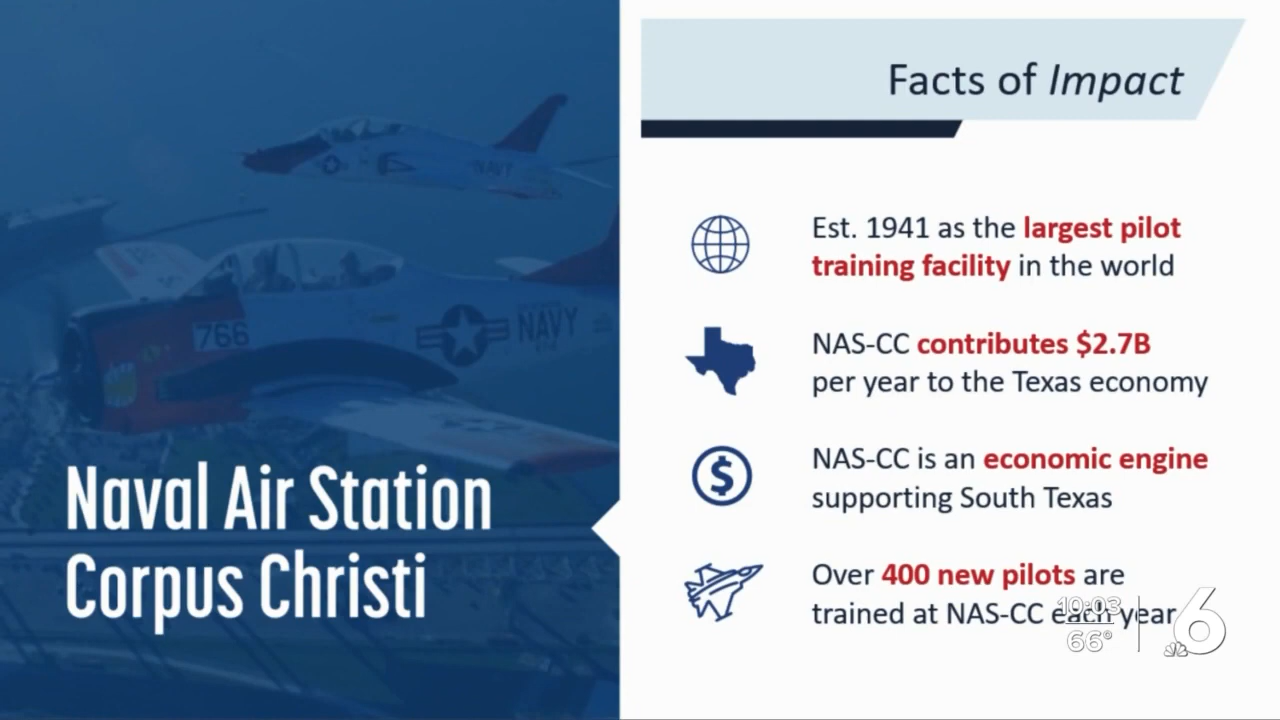 Facts of Impact
Est. 1941 as the largest pilot
training facility in the world
NAS-CC contributes $2.7B
per year to the Texas economy
NAS-CC is an economic engine
supporting South Texas
Over 400 new pilots are
trained at NAS-CC each year
Naval Air Station
Corpus Christi
NAVY
766
NAVY
10:03
66°
6